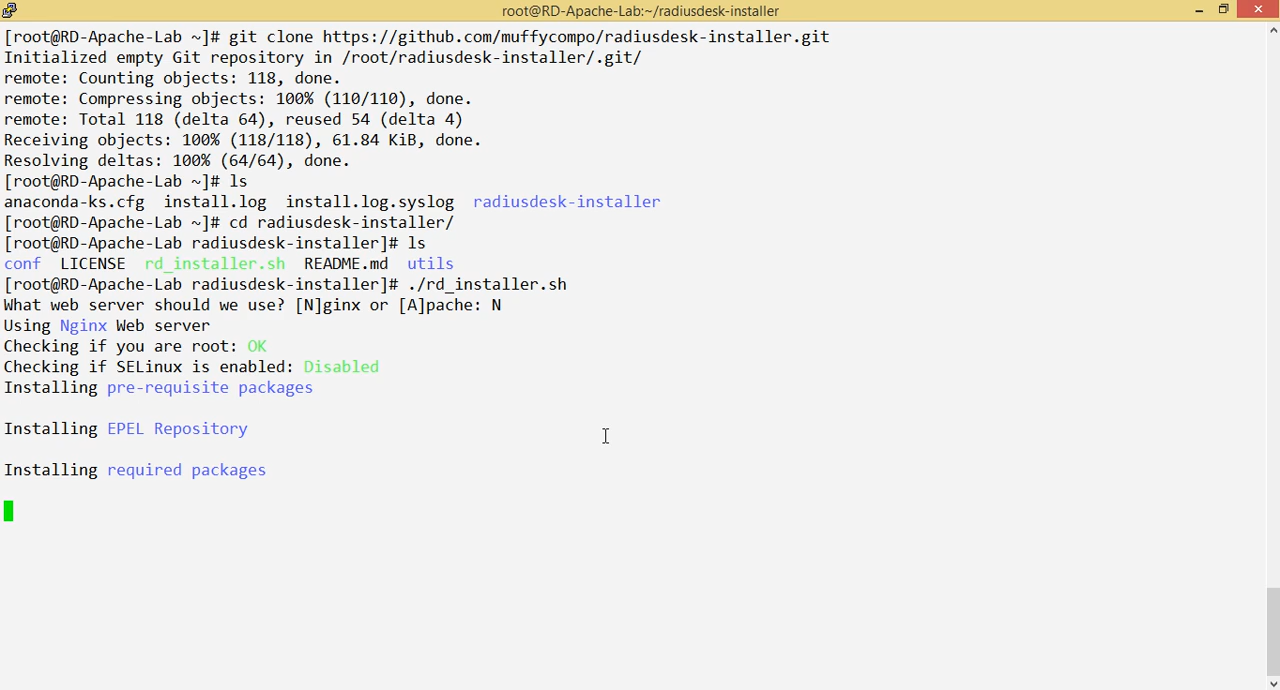 root@RD-Apache-Lab:~/radiusdesk-installer
[root@RD-Apache-Lab ~]# git clone https://github.com/muffycompo/radiusdesk-installer.git
Initialized empty Git repository in /root/radiusdesk-installer/.git/
remote: Counting objects: 118, done.
remote: Compressing objects: 100% (110/110), done.
remote: Total 118 (delta 64), reused 54 (delta 4)
Receiving objects: 100% (118/118), 61.84 KiB, done.
Resolving deltas: 100% (64/64), done.
[root@RD-Apache-Lab ~]# ls
anaconda-ks.cfg  install.log  install.log.syslog  radiusdesk-installer
[root@RD-Apache-Lab ~]# cd radiusdesk-installer/
[root@RD-Apache-Lab radiusdesk-installer]# ls
conf  LICENSE  rd_installer.sh  README.md  utils
[root@RD-Apache-Lab radiusdesk-installer]# ./rd_installer.sh
What web server should we use? [N]ginx or [A]pache: N
Using Nginx Web server
Checking if you are root: OK
Checking if SELinux is enabled: Disabled
Installing pre-requisite packages
Installing EPEL Repository
Installing required packages